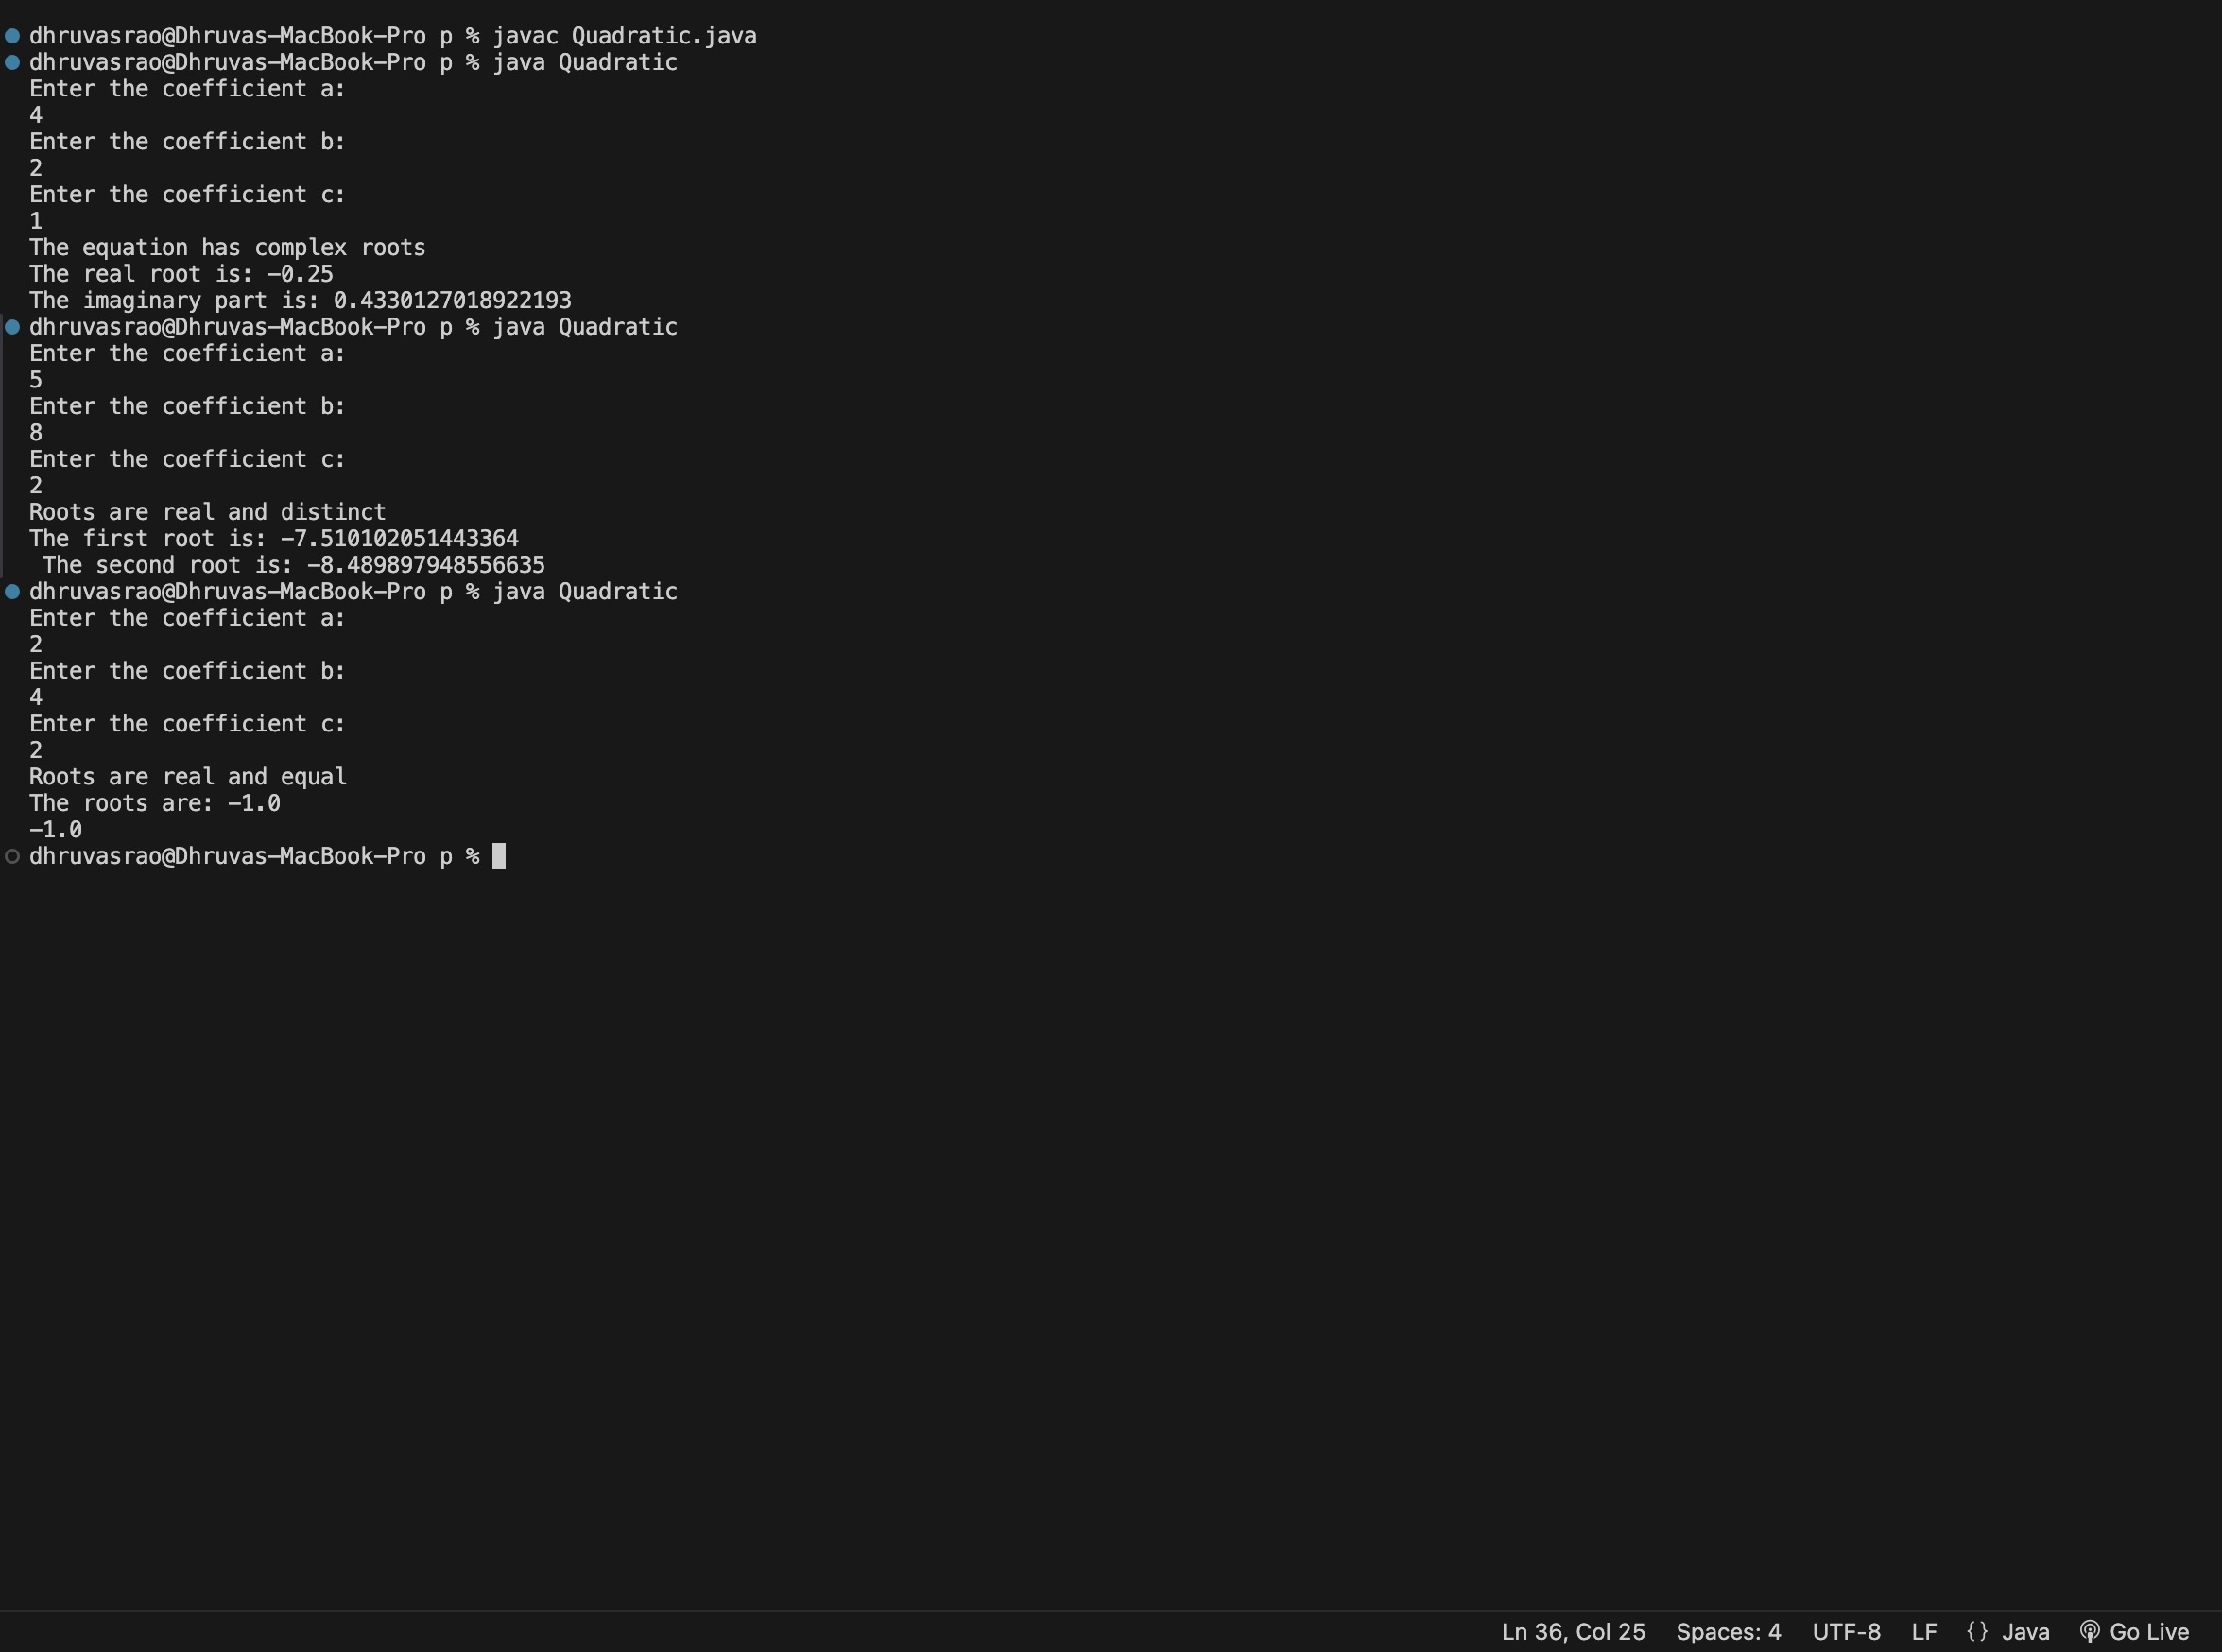 dhruvasrao@Dhruvas-MacBook-Pro p % javac Quadratic.java
dhruvasrao@Dhruvas-MacBook-Pro p % java Quadratic
Enter the coefficient a:
4
Enter the coefficient b:
2
Enter the coefficient c:
1
The equation has complex roots
The real root is: -0.25
The imaginary part is: 0.4330127018922193
dhruvasrao@Dhruvas-MacBook-Pro p % java Quadratic
Enter the coefficient a:
5
Enter the coefficient b:
8
Enter the coefficient c:
2
Roots are real and distinct
The first root is: -7.510102051443364
The second root is: -8.489897948556635
dhruvasrao@Dhruvas-MacBook-Pro p % java Quadratic
Enter the coefficient a:
2
Enter the coefficient b:
4
Enter the coefficient c:
2
Roots are real and equal
The roots are: -1.0
-1.0
dhruvasrao@Dhruvas-MacBook-Pro p %
Ln 36, Col 25 Spaces: 4 UTF-8 LF {} Java Go Live